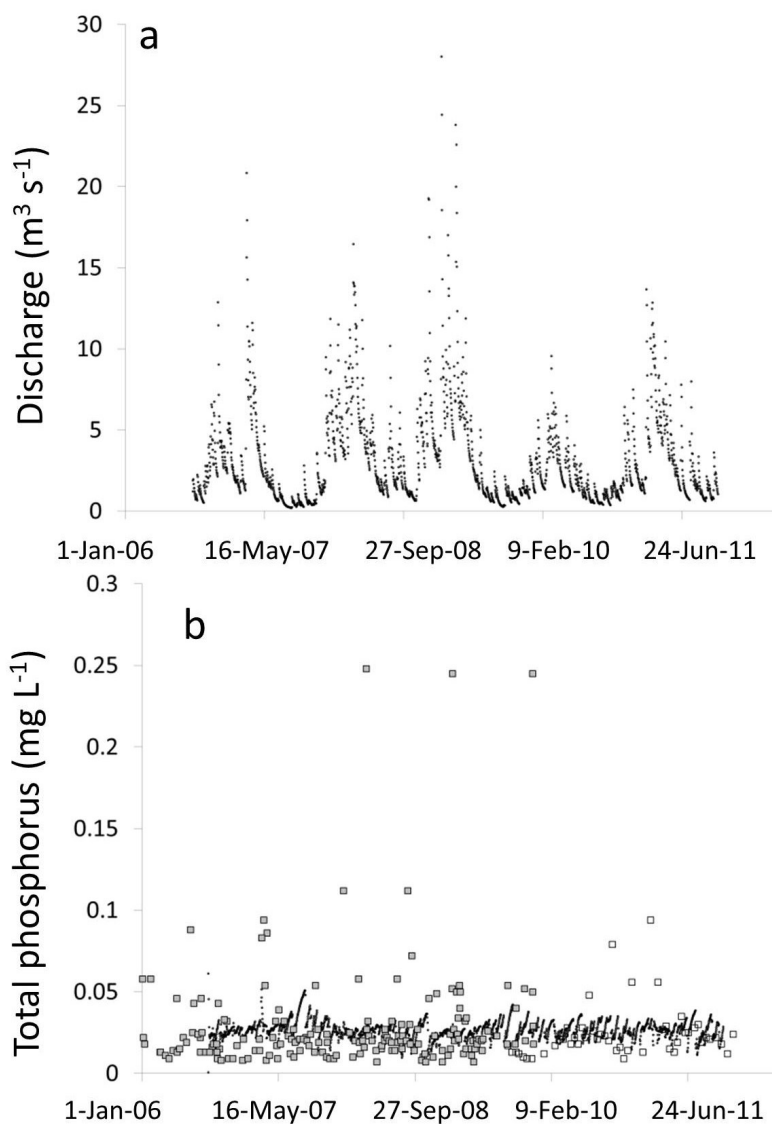 a
30
25
20
15
10
5
0
Discharge (m³ s⁻¹)
1-Jan-06 16-May-07 27-Sep-08 9-Feb-10 24-Jun-11
b
0.3
0.25
0.2
0.15
0.1
0.05
0
Total phosphorus (mg L⁻¹)
1-Jan-06 16-May-07 27-Sep-08 9-Feb-10 24-Jun-11